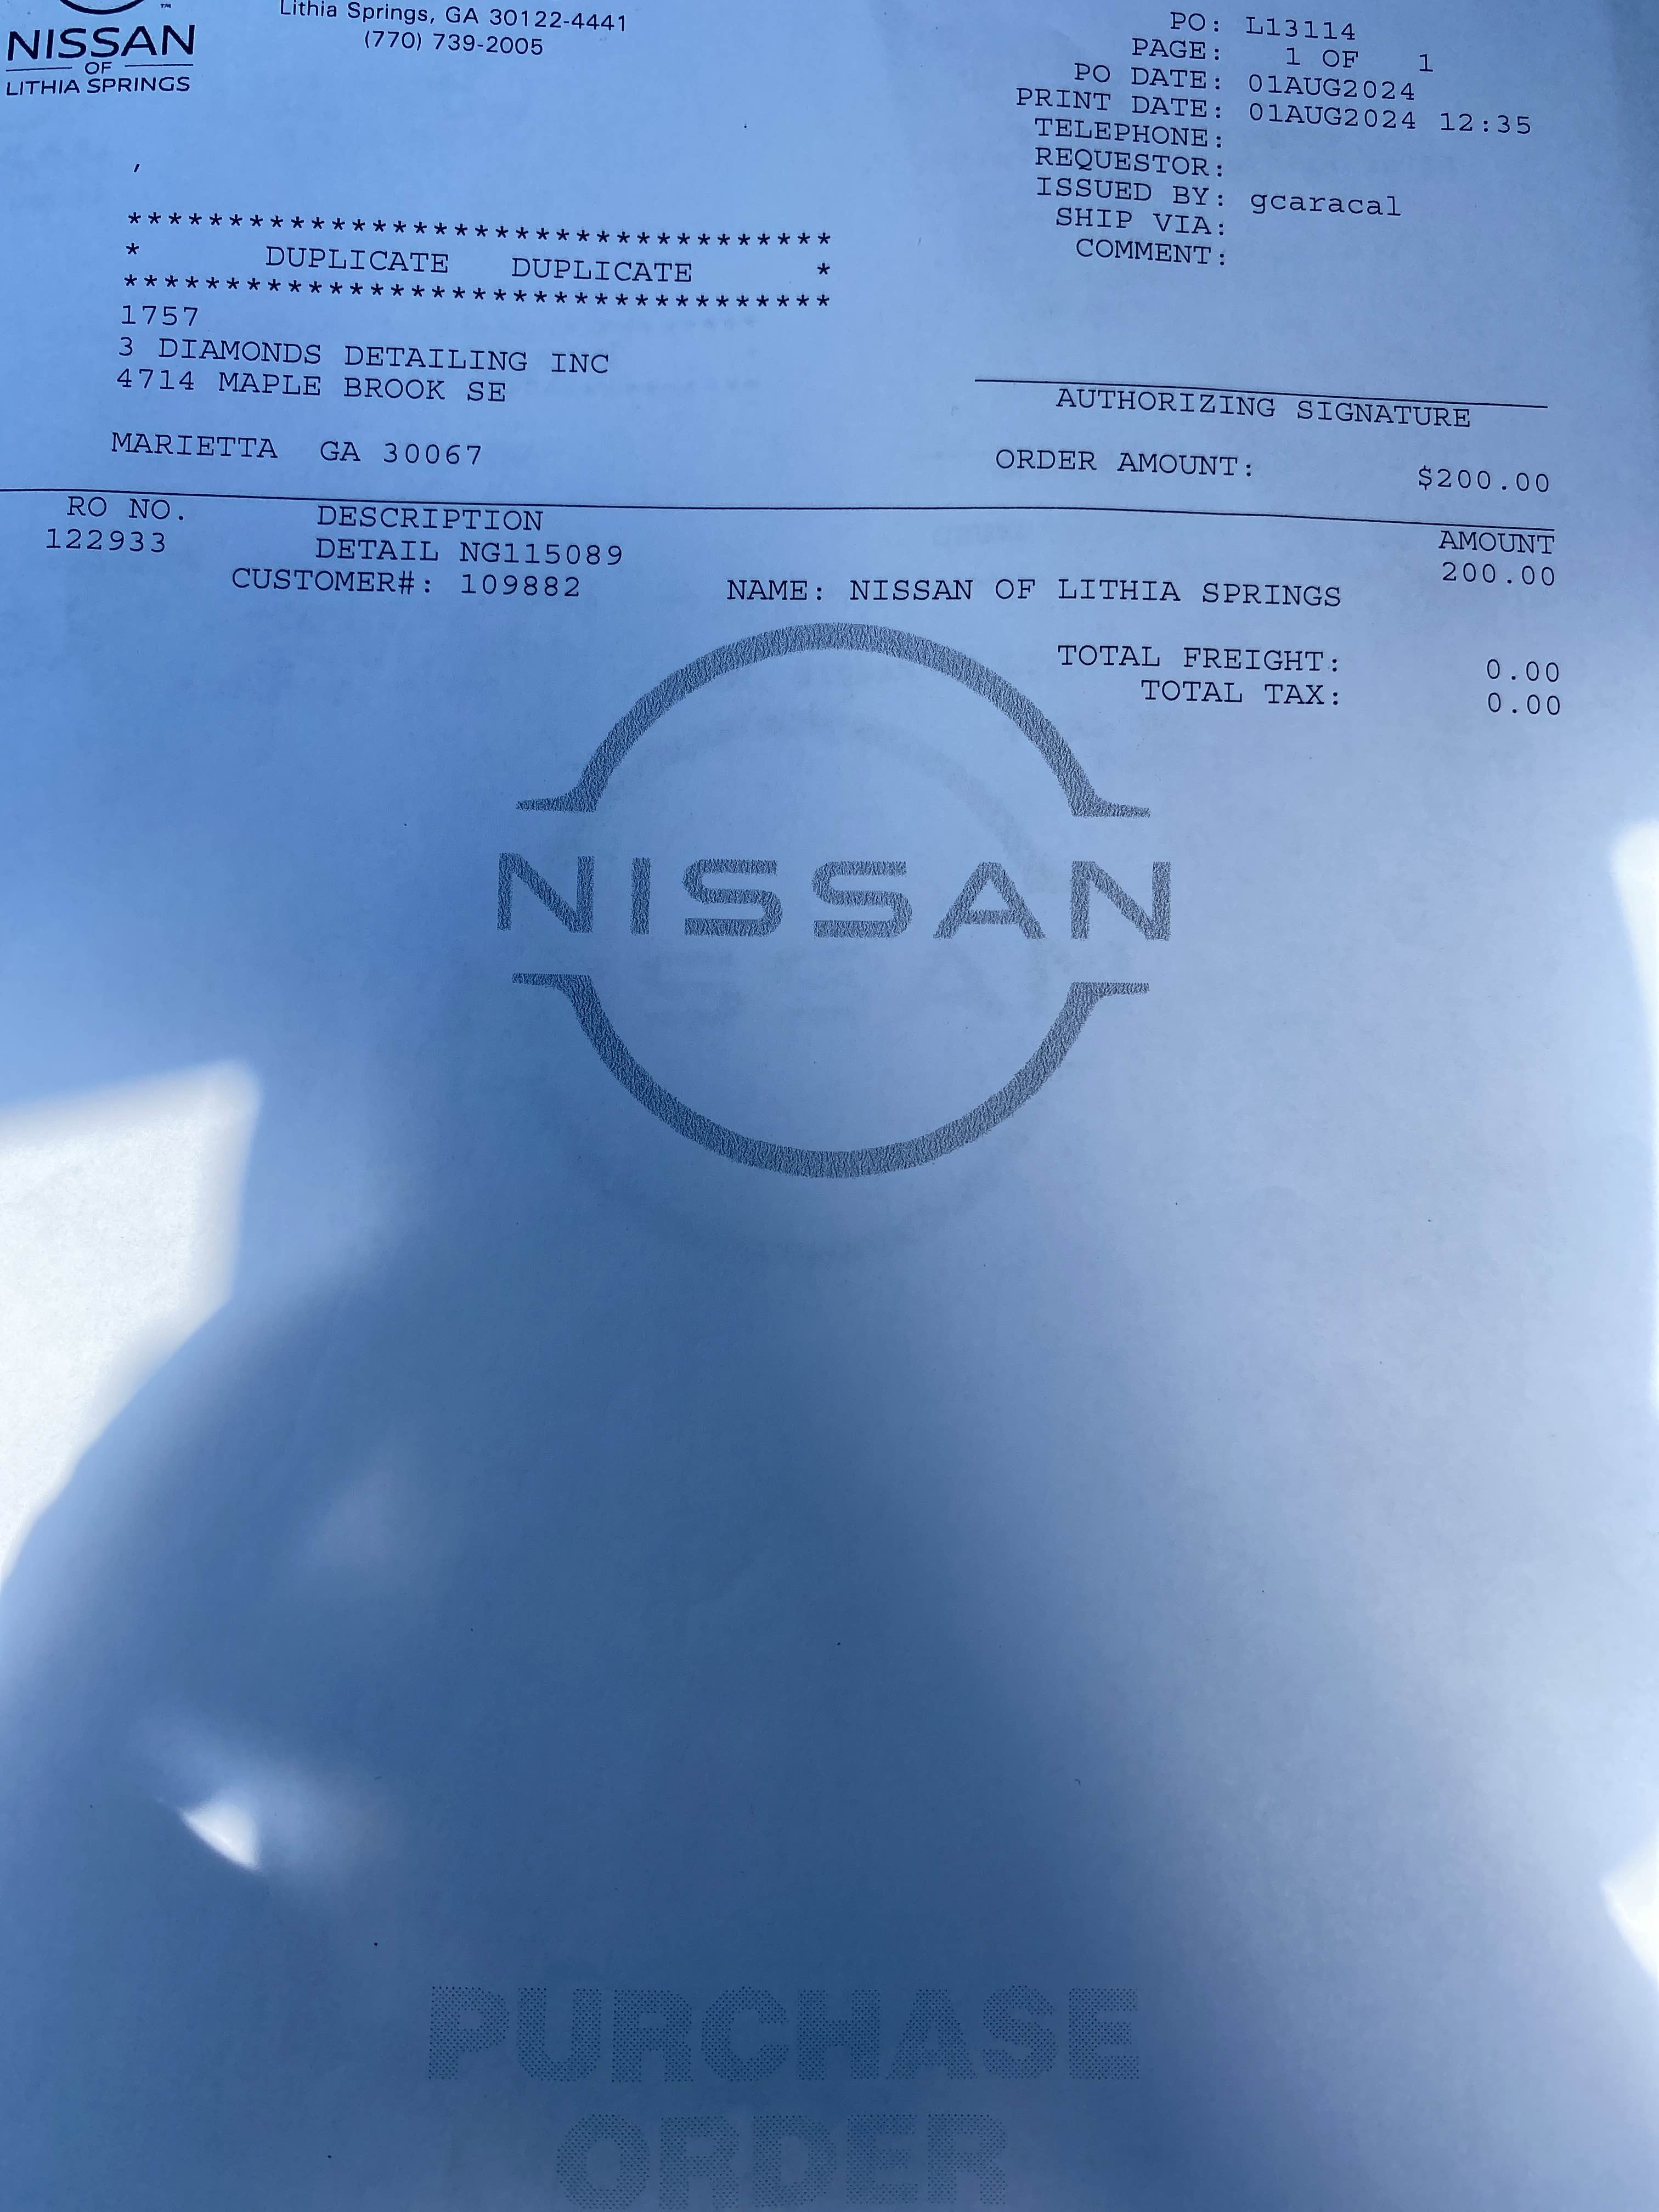 NISSAN
OF
LITHIA SPRINGS
™
Lithia Springs, GA 30122-4441
(770) 739-2005
PO: L13114
PAGE: 1 OF 1
PO DATE: 01AUG2024
PRINT DATE: 01AUG2024 12:35
TELEPHONE:
REQUESTOR:
ISSUED BY: gcaracal
SHIP VIA:
COMMENT:
,
***********************************
* DUPLICATE DUPLICATE *
***********************************
1757
3 DIAMONDS DETAILING INC
4714 MAPLE BROOK SE
MARIETTA GA 30067
AUTHORIZING SIGNATURE
ORDER AMOUNT: $200.00
RO NO. DESCRIPTION AMOUNT
122933 DETAIL NG115089 200.00
CUSTOMER#: 109882 NAME: NISSAN OF LITHIA SPRINGS
TOTAL FREIGHT: 0.00
TOTAL TAX: 0.00
NISSAN
PURCHASE
ORDER